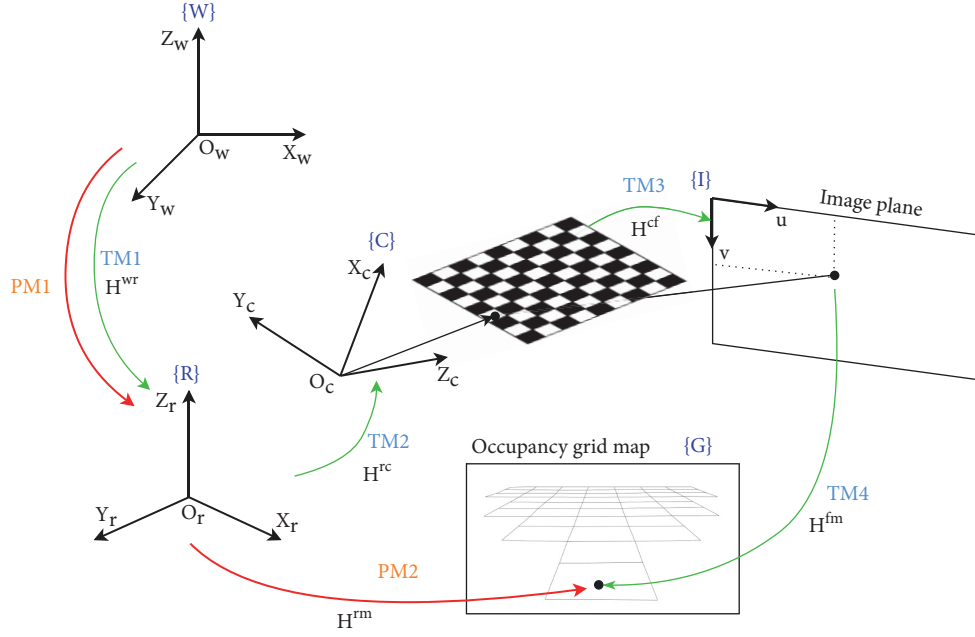 {W}
Z_w
O_w
X_w
Y_w
PM1
TM1
H^wr
{C}
X_c
Y_c
O_c
Z_c
TM3
H^cf
{I}
u
v
Image plane
{R}
Z_r
Y_r
O_r
X_r
TM2
H^rc
Occupancy grid map {G}
TM4
H^fm
PM2
H^rm